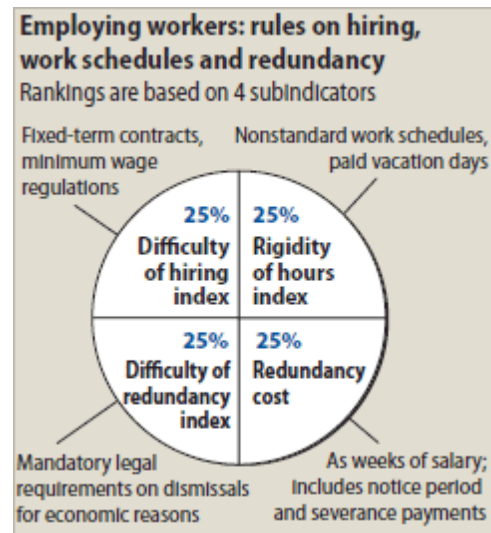 Employing workers: rules on hiring,
work schedules and redundancy
Rankings are based on 4 subindicators
Fixed-term contracts,
minimum wage
regulations
Nonstandard work schedules,
paid vacation days
25%
Difficulty
of hiring
index
25%
Rigidity
of hours
index
25%
Difficulty of
redundancy
index
25%
Redundancy
cost
Mandatory legal
requirements on dismissals
for economic reasons
As weeks of salary;
includes notice period
and severance payments